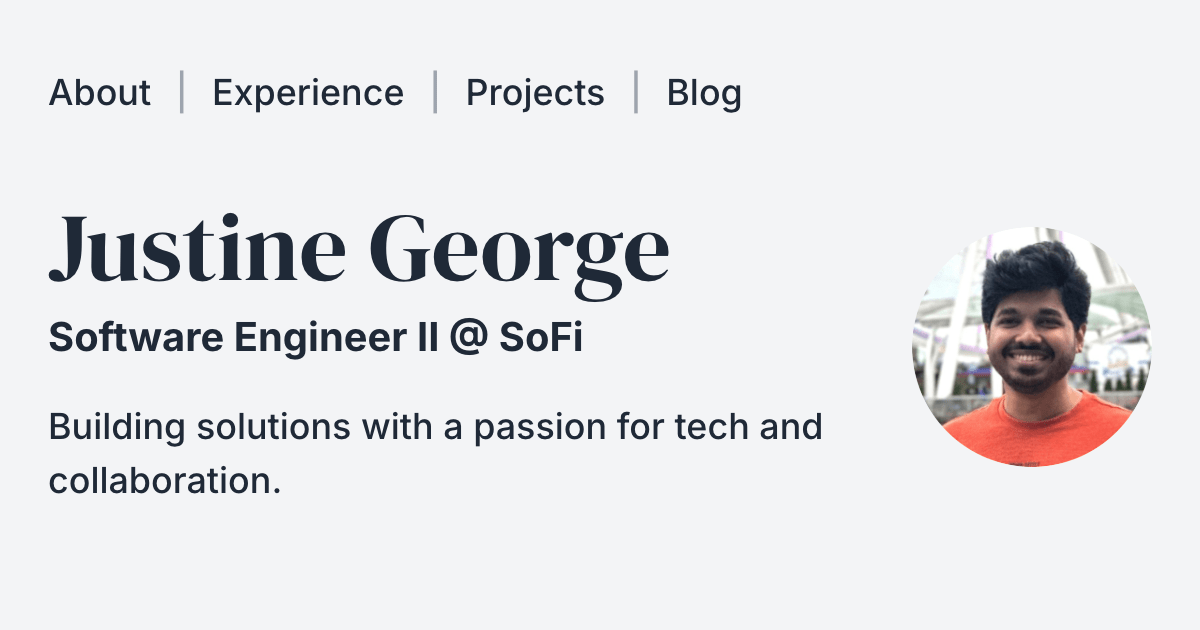 About | Experience | Projects | Blog
Justine George
Software Engineer II @ SoFi
Building solutions with a passion for tech and
collaboration.